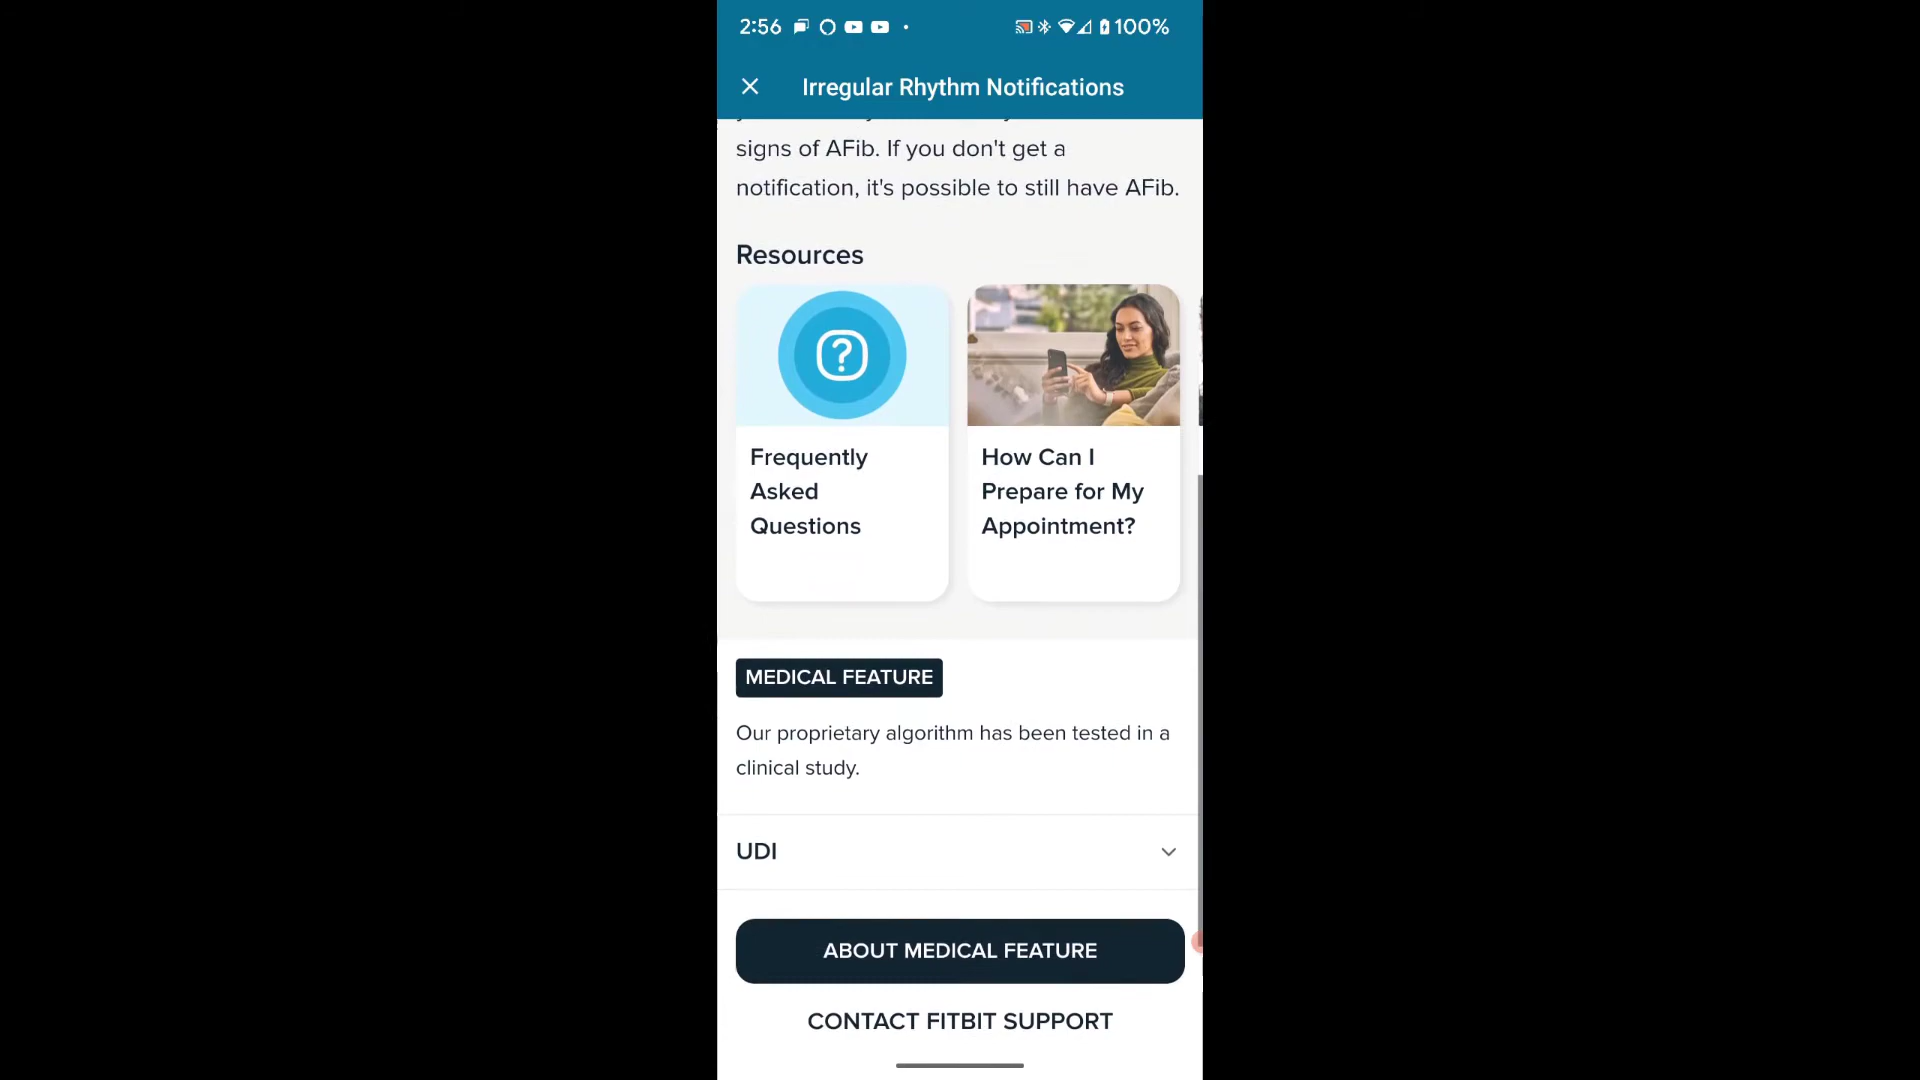 2:56
100%
Irregular Rhythm Notifications
signs of AFib. If you don't get a
notification, it's possible to still have AFib.
Resources
Frequently
Asked
Questions
How Can I
Prepare for My
Appointment?
MEDICAL FEATURE
Our proprietary algorithm has been tested in a
clinical study.
UDI
ABOUT MEDICAL FEATURE
CONTACT FITBIT SUPPORT